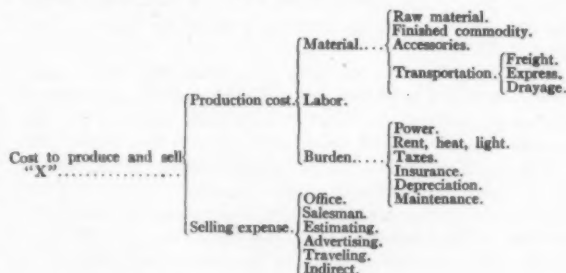 Cost to produce and sell "X"...............
Production cost.
Material....
Raw material.
Finished commodity.
Accessories.
Transportation.
Freight.
Express.
Drayage.
Labor.
Burden.....
Power.
Rent, heat, light.
Taxes.
Insurance.
Depreciation.
Maintenance.
Selling expense.
Office.
Salesman.
Estimating.
Advertising.
Traveling.
Indirect.